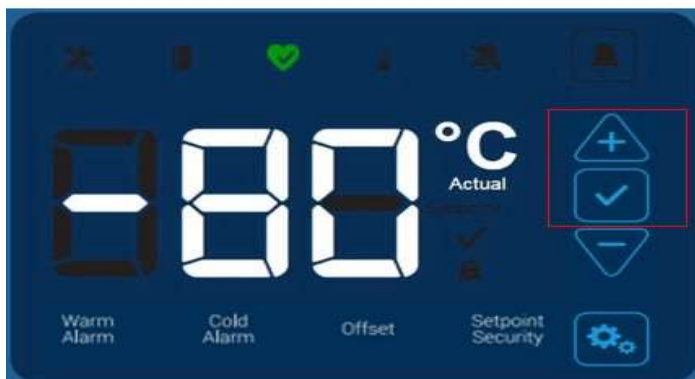 -80
°C
Actual
Warm
Alarm
Cold
Alarm
Offset
Setpoint
Security